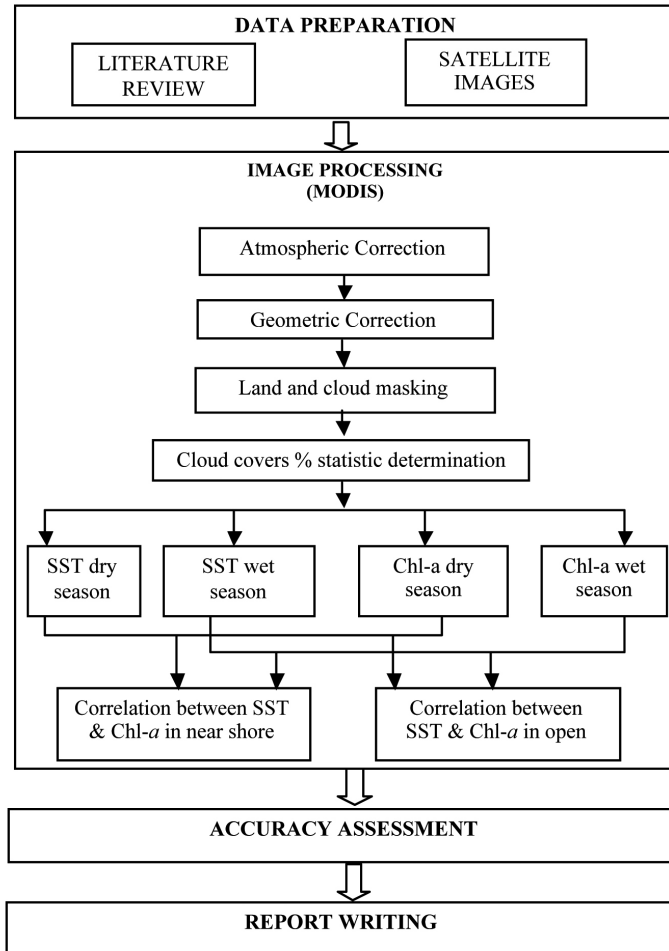 DATA PREPARATION
LITERATURE
REVIEW
SATELLITE
IMAGES
IMAGE PROCESSING
(MODIS)
Atmospheric Correction
Geometric Correction
Land and cloud masking
Cloud covers % statistic determination
SST dry
season
SST wet
season
Chl-a dry
season
Chl-a wet
season
Correlation between SST
& Chl-a in near shore
Correlation between
SST & Chl-a in open
ACCURACY ASSESSMENT
REPORT WRITING